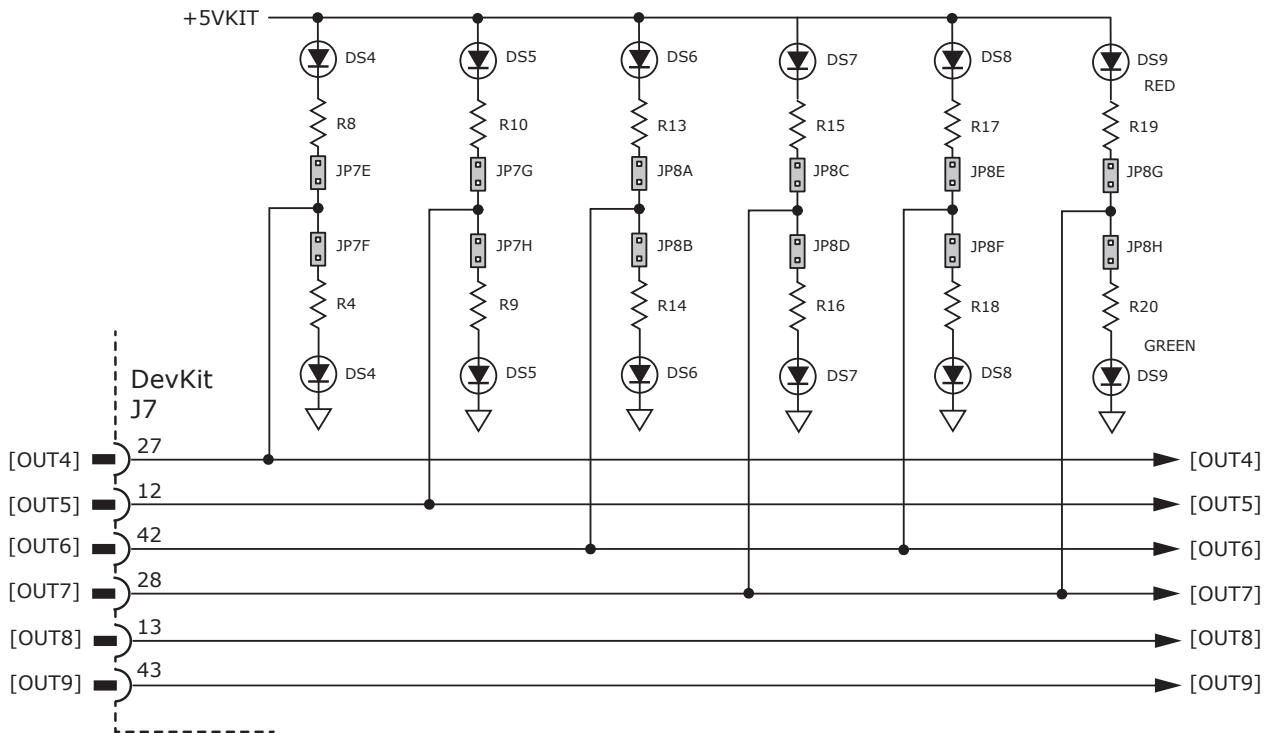 +5VKIT
DS4
DS5
DS6
DS7
DS8
DS9
RED
R8
R10
R13
R15
R17
R19
JP7E
JP7G
JP8A
JP8C
JP8E
JP8G
JP7F
JP7H
JP8B
JP8D
JP8F
JP8H
R4
R9
R14
R16
R18
R20
GREEN
DS4
DS5
DS6
DS7
DS8
DS9
DevKit
J7
[OUT4] 27 [OUT4]
[OUT5] 12 [OUT5]
[OUT6] 42 [OUT6]
[OUT7] 28 [OUT7]
[OUT8] 13 [OUT8]
[OUT9] 43 [OUT9]